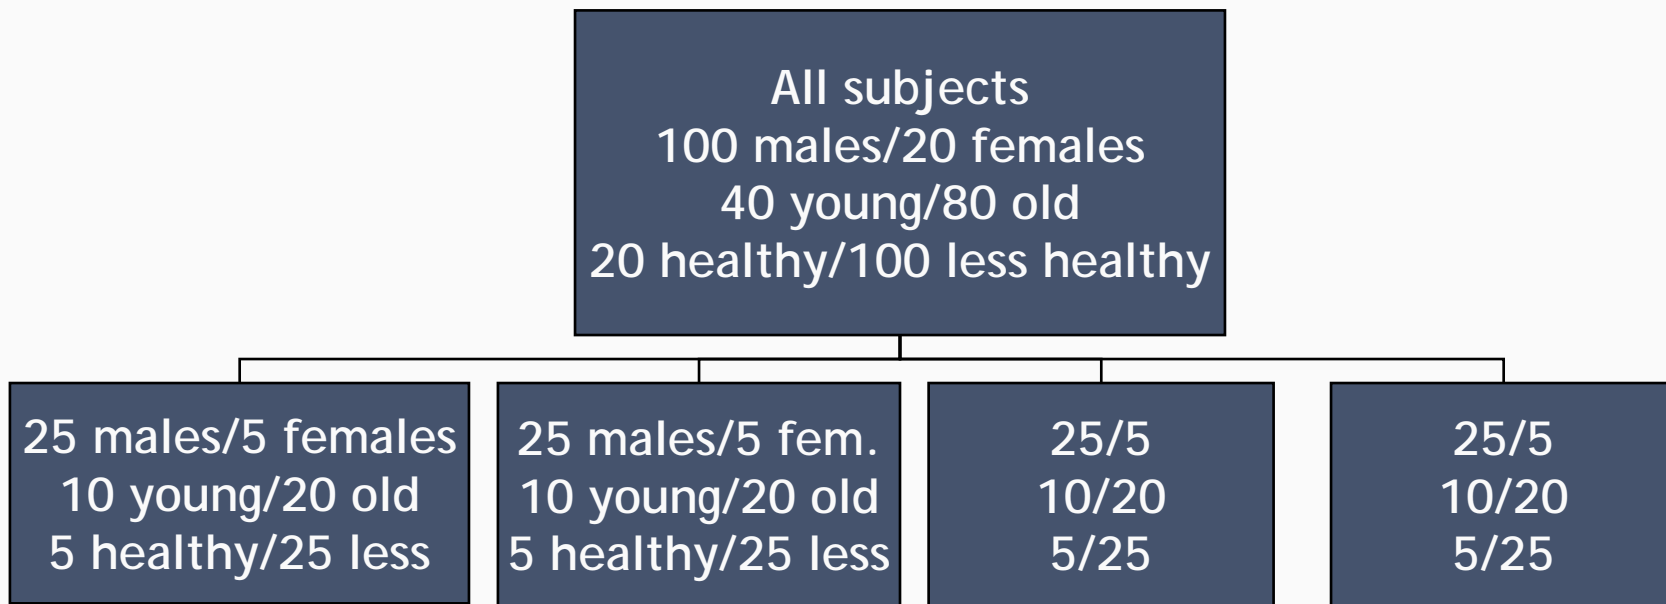 All subjects
100 males/20 females
40 young/80 old
20 healthy/100 less healthy
25 males/5 females
10 young/20 old
5 healthy/25 less
25 males/5 fem.
10 young/20 old
5 healthy/25 less
25/5
10/20
5/25
25/5
10/20
5/25